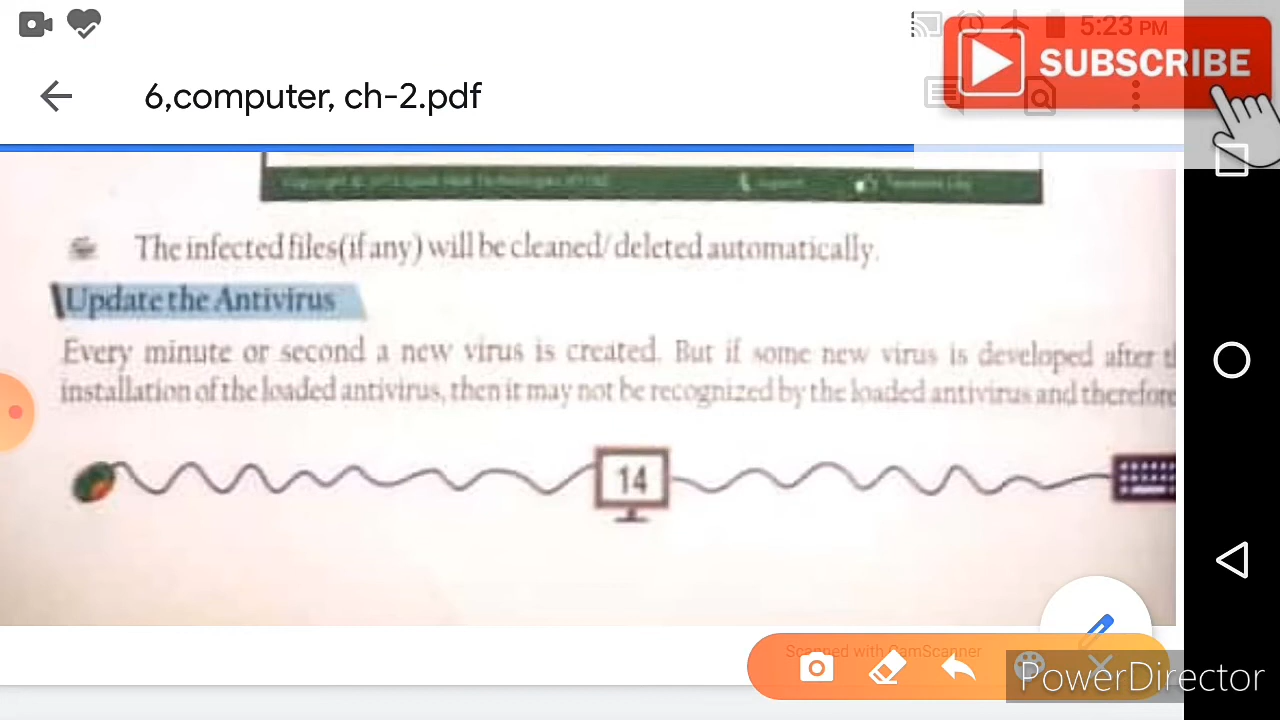 5:23 PM
SUBSCRIBE
6,computer, ch-2.pdf
The infected files(if any) will be cleaned/deleted automatically.
Update the Antivirus
Every minute or second a new virus is created. But if some new virus is developed after
installation of the loaded antivirus, then it may not be recognized by the loaded antivirus and therefore
14
Scanned with CamScanner
PowerDirector